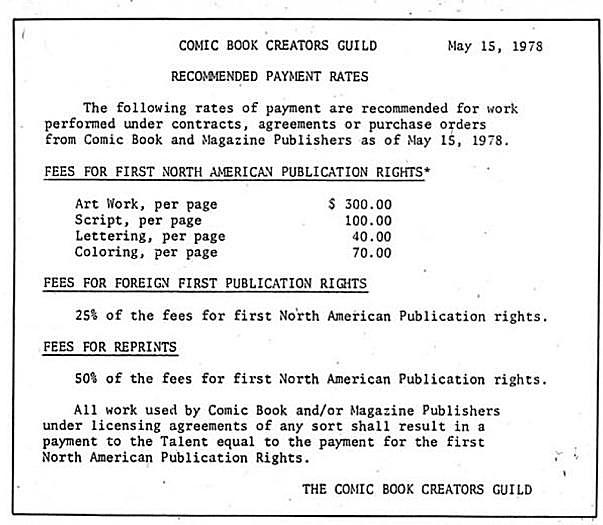 COMIC BOOK CREATORS GUILD May 15, 1978
RECOMMENDED PAYMENT RATES
The following rates of payment are recommended for work
performed under contracts, agreements or purchase orders
from Comic Book and Magazine Publishers as of May 15, 1978.
FEES FOR FIRST NORTH AMERICAN PUBLICATION RIGHTS*
Art Work, per page $ 300.00
Script, per page 100.00
Lettering, per page 40.00
Coloring, per page 70.00
FEES FOR FOREIGN FIRST PUBLICATION RIGHTS
25% of the fees for first North American Publication rights.
FEES FOR REPRINTS
50% of the fees for first North American Publication rights.
All work used by Comic Book and/or Magazine Publishers
under licensing agreements of any sort shall result in a
payment to the Talent equal to the payment for the first
North American Publication Rights.
THE COMIC BOOK CREATORS GUILD